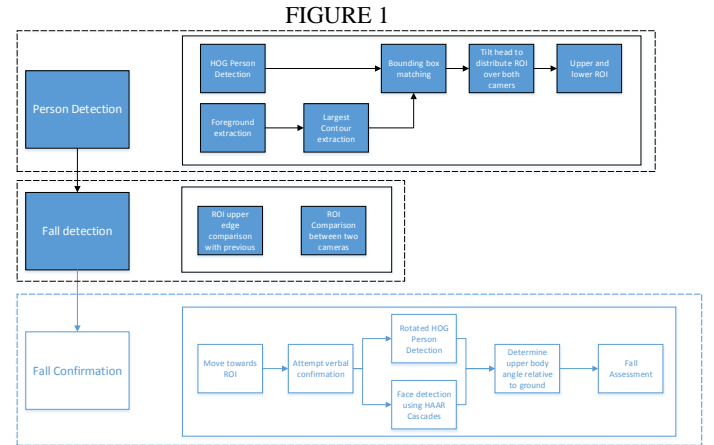 FIGURE 1
Person Detection
HOG Person
Detection
Bounding box
matching
Tilt head to
distribute ROI
over both
camers
Upper and
lower ROI
Foreground
extraction
Largest
Contour
extraction
Fall detection
ROI upper
edge
comparison
with previous
ROI
Comparison
between two
cameras
Fall Confirmation
Move towards
ROI
Attempt verbal
confirmation
Rotated HOG
Person
Detection
Face detection
using HAAR
Cascades
Determine
upper body
angle relative
to ground
Fall
Assessment